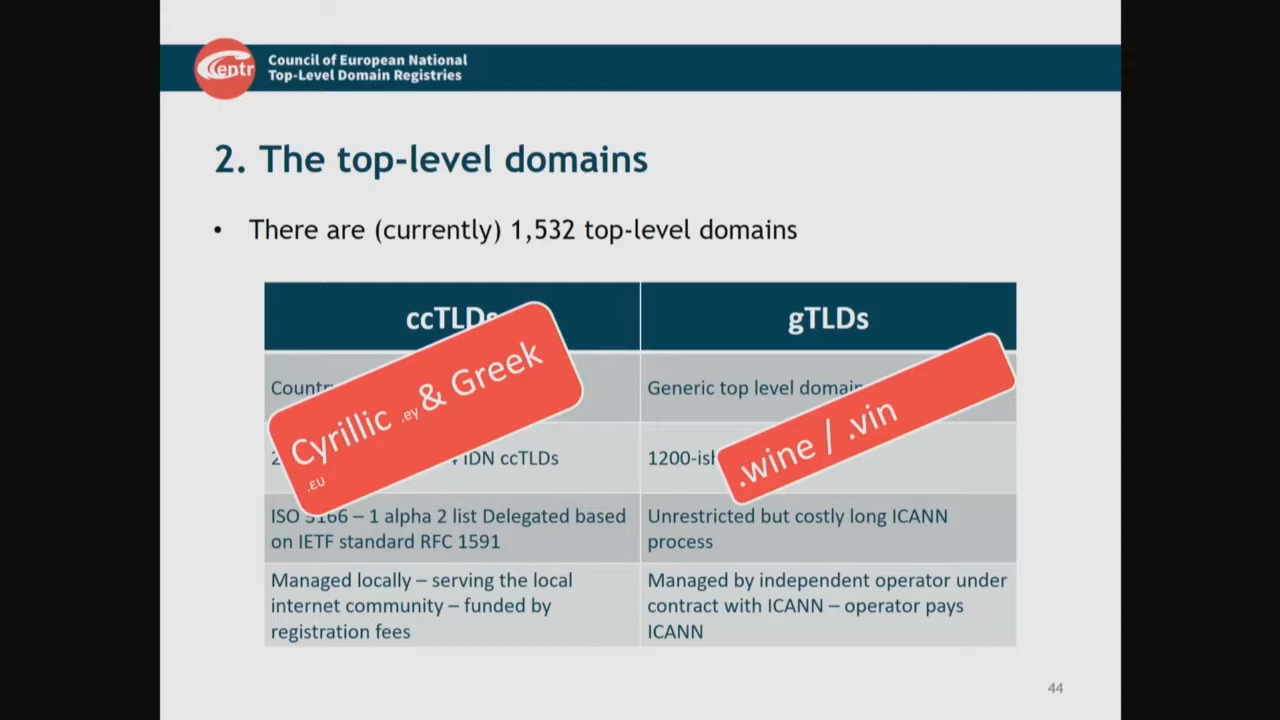 Centr
Council of European National
Top-Level Domain Registries
2. The top-level domains
• There are (currently) 1,532 top-level domains
ccTLDs
gTLDs
Cyrillic .ey & Greek
.ευ
Generic top level domain
.wine / .vin
IDN ccTLDs
1200-ish
ISO 3166 – 1 alpha 2 list Delegated based
on IETF standard RFC 1591
Unrestricted but costly long ICANN
process
Managed locally – serving the local
internet community – funded by
registration fees
Managed by independent operator under
contract with ICANN – operator pays
ICANN
44